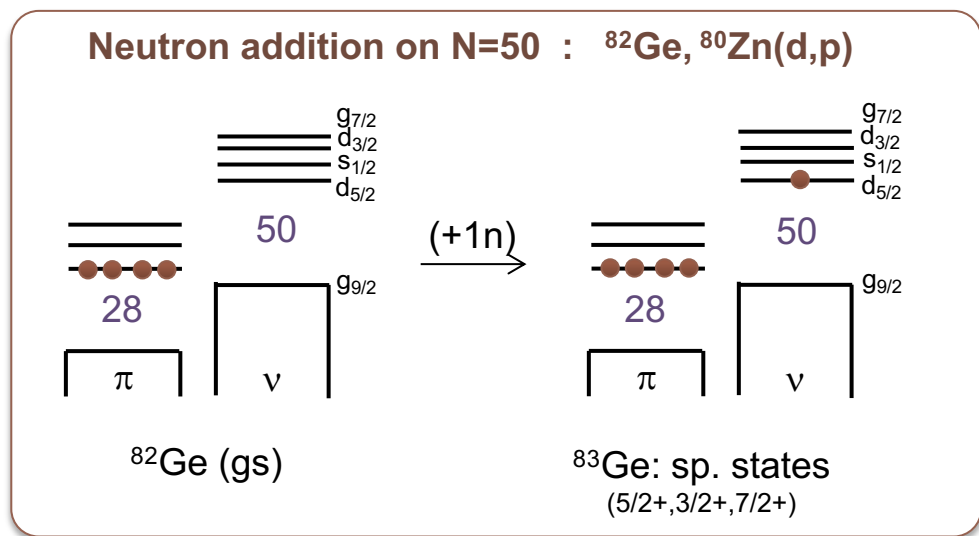 Neutron addition on N=50 : ⁸²Ge, ⁸⁰Zn(d,p)
g₇/₂
d₃/₂
s₁/₂
d₅/₂
50
g₉/₂
28
π
ν
⁸²Ge (gs)
(+1n)
g₇/₂
d₃/₂
s₁/₂
d₅/₂
50
g₉/₂
28
π
ν
⁸³Ge: sp. states
(5/2+,3/2+,7/2+)